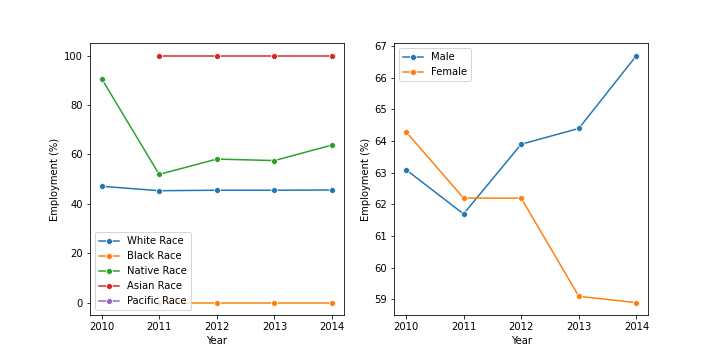 100
80
60
40
20
0
Employment (%)
White Race
Black Race
Native Race
Asian Race
Pacific Race
2010 2011 2012 2013 2014
Year
67
66
65
64
63
62
61
60
59
Employment (%)
Male
Female
2010 2011 2012 2013 2014
Year